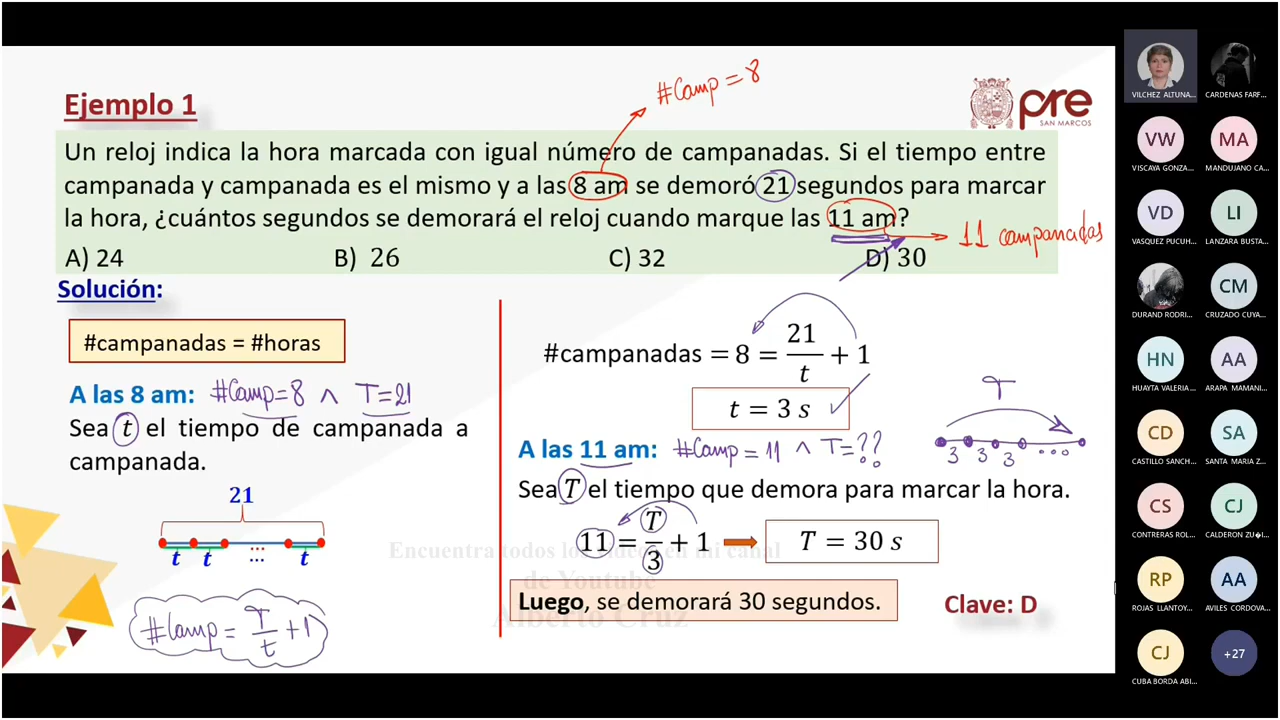 #Camp = 8
Ejemplo 1
pre
SAN MARCOS
Un reloj indica la hora marcada con igual número de campanadas. Si el tiempo entre
campanada y campanada es el mismo y a las 8 am se demoró 21 segundos para marcar
la hora, ¿cuántos segundos se demorará el reloj cuando marque las 11 am?
11 campanadas
A) 24 B) 26 C) 32 D) 30
Solución:
#campanadas = #horas
A las 8 am: #Camp=8 ∧ T=21
Sea t el tiempo de campanada a
campanada.
21
t t ... ... t
#Camp = T/t + 1
#campanadas = 8 = 21/t + 1
t = 3 s
A las 11 am: #Camp = 11 ∧ T=??
T
3 3 3 ...
Sea T el tiempo que demora para marcar la hora.
11 = T/3 + 1 T = 30 s
Encuentra todos los videos en mi canal
de Youtube
Alberto Cruz
Luego, se demorará 30 segundos.
Clave: D
VILCHEZ ALTUNA... CARDENAS FARF...
VW MA
VISCAYA GONZA... MANDUJANO CA...
VD LI
VASQUEZ PUCUH... LANZARA BUSTA...
CM
DURAND RODRI... CRUZADO CUYA...
HN AA
HUAYTA VALERIA... ARAPA MAMANI...
CD SA
CASTILLO SANCH... SANTA MARIA Z...
CS CJ
CONTRERAS ROL... CALDERON ZU�I...
RP AA
ROJAS LLANTOY... AVILES CORDOVA...
CJ +27
CUBA BORDA ABI...